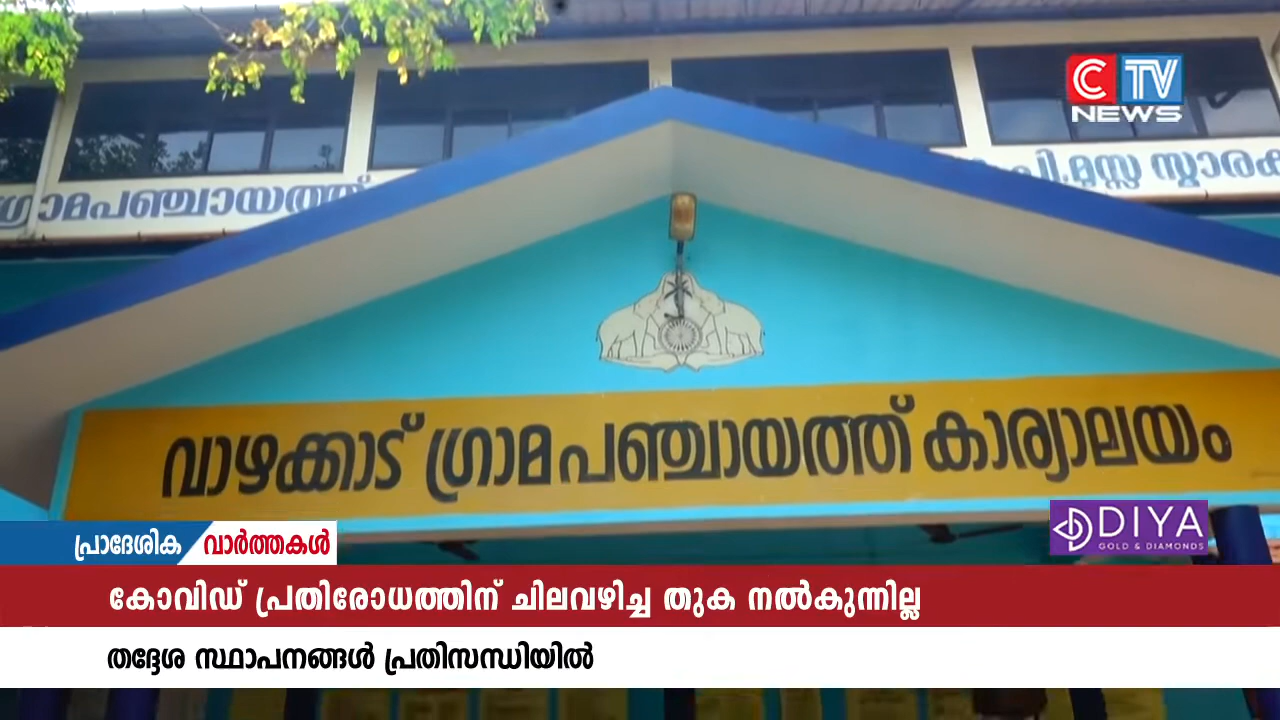 CTV
NEWS
ഗ്രാമപഞ്ചായത്ത്
പി.മൂസ്സ സ്മാരക
വാഴക്കാട് ഗ്രാമപഞ്ചായത്ത് കാര്യാലയം
DIYA
GOLD & DIAMONDS
പ്രാദേശിക വാർത്തകൾ
കോവിഡ് പ്രതിരോധത്തിന് ചിലവഴിച്ച തുക നൽകുന്നില്ല
തദ്ദേശ സ്ഥാപനങ്ങൾ പ്രതിസന്ധിയിൽ